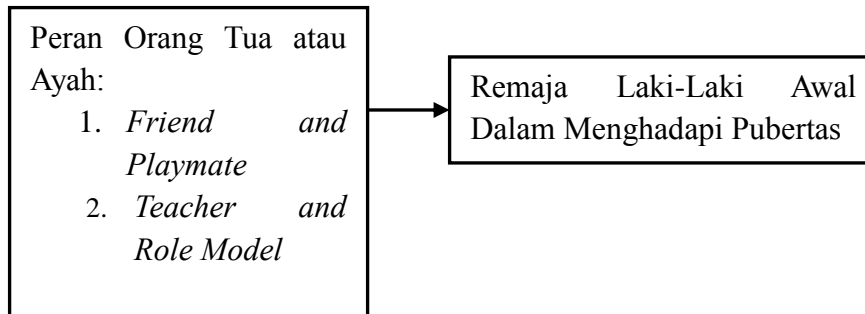 Peran Orang Tua atau
Ayah:
1. Friend and
Playmate
2. Teacher and
Role Model
Remaja Laki-Laki Awal
Dalam Menghadapi Pubertas